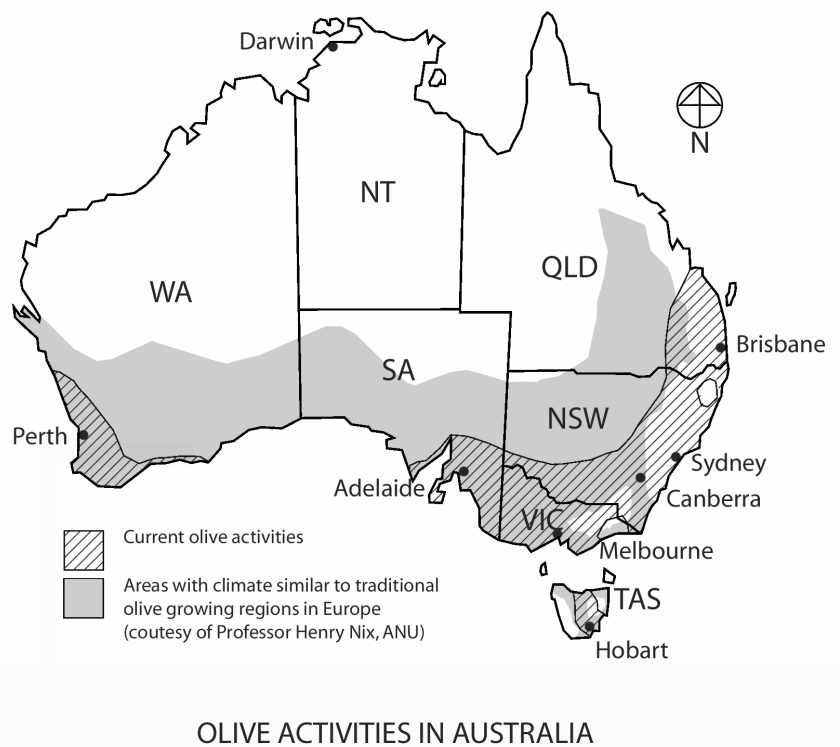 Darwin
N
NT
QLD
WA
Brisbane
SA
NSW
Perth
Sydney
Adelaide
Canberra
VIC
Melbourne
Current olive activities
Areas with climate similar to traditional
olive growing regions in Europe
(coutesy of Professor Henry Nix, ANU)
TAS
Hobart
OLIVE ACTIVITIES IN AUSTRALIA